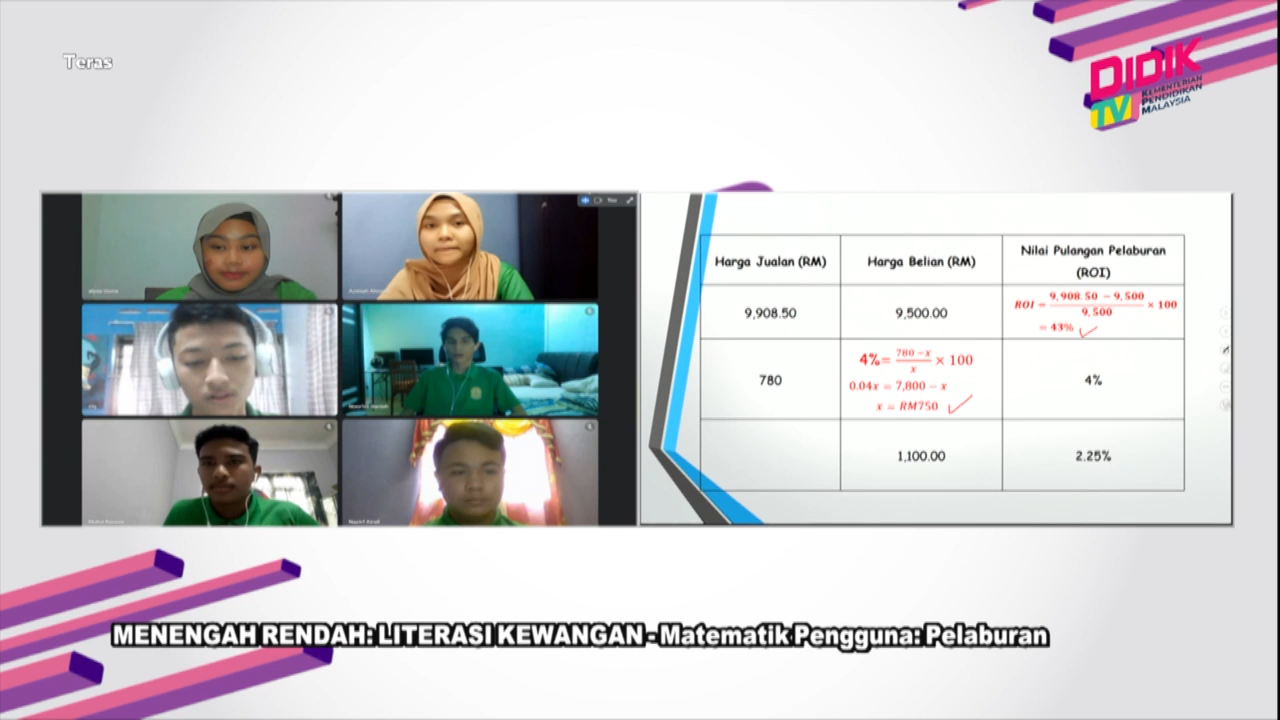 Teras
DIDIK
TV
KEMENTERIAN
PENDIDIKAN
MALAYSIA
You
Harga Jualan (RM)
Harga Belian (RM)
Nilai Pulangan Pelaburan
(ROI)
9,908.50
9,500.00
ROI = 9,908.50 − 9,500 / 9,500 × 100
= 43%
780
4%= 780−x / x × 100
0.04x = 7,800 − x
x = RM750
4%
1,100.00
2.25%
MENENGAH RENDAH: LITERASI KEWANGAN - Matematik Pengguna: Pelaburan